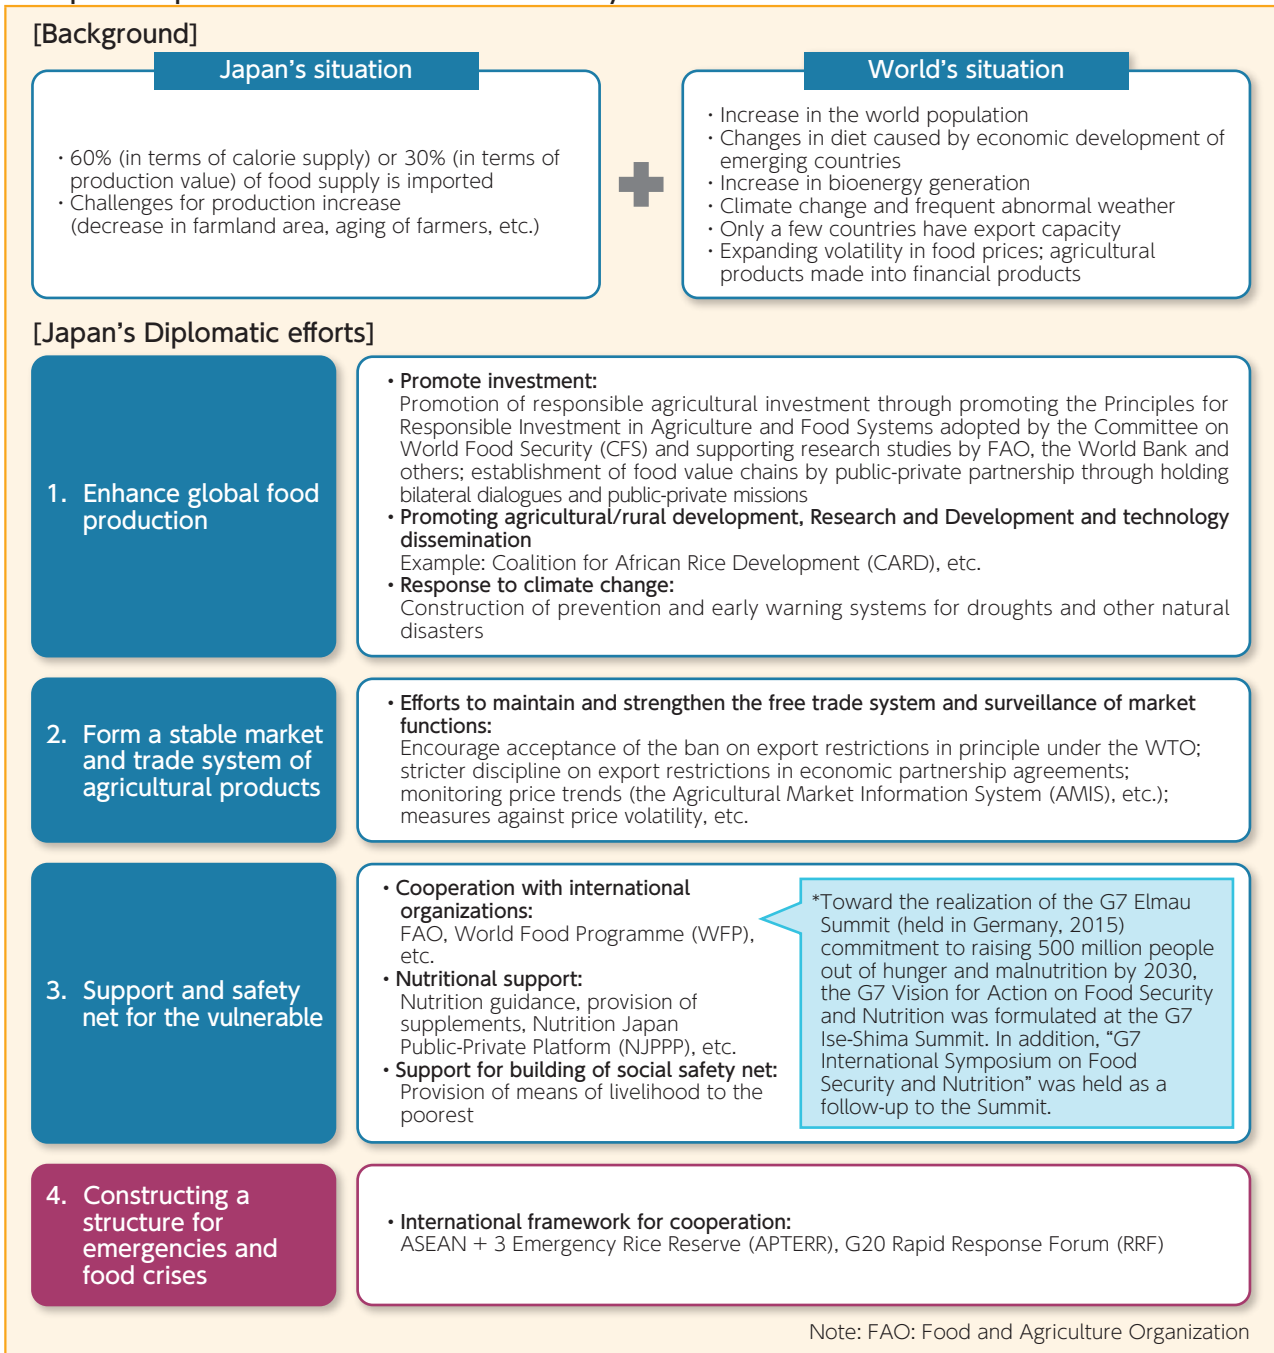 [Background]
Japan's situation
・60% (in terms of calorie supply) or 30% (in terms of
production value) of food supply is imported
・Challenges for production increase
(decrease in farmland area, aging of farmers, etc.)
World's situation
・Increase in the world population
・Changes in diet caused by economic development of
emerging countries
・Increase in bioenergy generation
・Climate change and frequent abnormal weather
・Only a few countries have export capacity
・Expanding volatility in food prices; agricultural
products made into financial products
[Japan's Diplomatic efforts]
1. Enhance global food
production
・Promote investment:
Promotion of responsible agricultural investment through promoting the Principles for
Responsible Investment in Agriculture and Food Systems adopted by the Committee on
World Food Security (CFS) and supporting research studies by FAO, the World Bank and
others; establishment of food value chains by public-private partnership through holding
bilateral dialogues and public-private missions
・Promoting agricultural/rural development, Research and Development and technology
dissemination
Example: Coalition for African Rice Development (CARD), etc.
・Response to climate change:
Construction of prevention and early warning systems for droughts and other natural
disasters
2. Form a stable market
and trade system of
agricultural products
・Efforts to maintain and strengthen the free trade system and surveillance of market
functions:
Encourage acceptance of the ban on export restrictions in principle under the WTO;
stricter discipline on export restrictions in economic partnership agreements;
monitoring price trends (the Agricultural Market Information System (AMIS), etc.);
measures against price volatility, etc.
3. Support and safety
net for the vulnerable
・Cooperation with international
organizations:
FAO, World Food Programme (WFP),
etc.
・Nutritional support:
Nutrition guidance, provision of
supplements, Nutrition Japan
Public-Private Platform (NJPPP), etc.
・Support for building of social safety net:
Provision of means of livelihood to the
poorest
*Toward the realization of the G7 Elmau
Summit (held in Germany, 2015)
commitment to raising 500 million people
out of hunger and malnutrition by 2030,
the G7 Vision for Action on Food Security
and Nutrition was formulated at the G7
Ise-Shima Summit. In addition, "G7
International Symposium on Food
Security and Nutrition" was held as a
follow-up to the Summit.
4. Constructing a
structure for
emergencies and
food crises
・International framework for cooperation:
ASEAN + 3 Emergency Rice Reserve (APTERR), G20 Rapid Response Forum (RRF)
Note: FAO: Food and Agriculture Organization